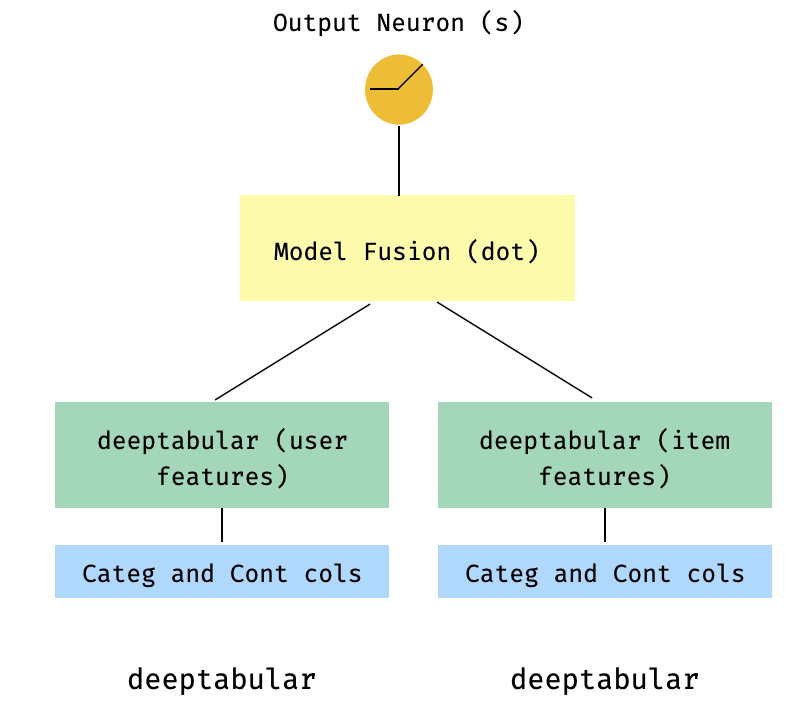 Output Neuron (s)
Model Fusion (dot)
deeptabular (user
features)
deeptabular (item
features)
Categ and Cont cols
Categ and Cont cols
deeptabular
deeptabular